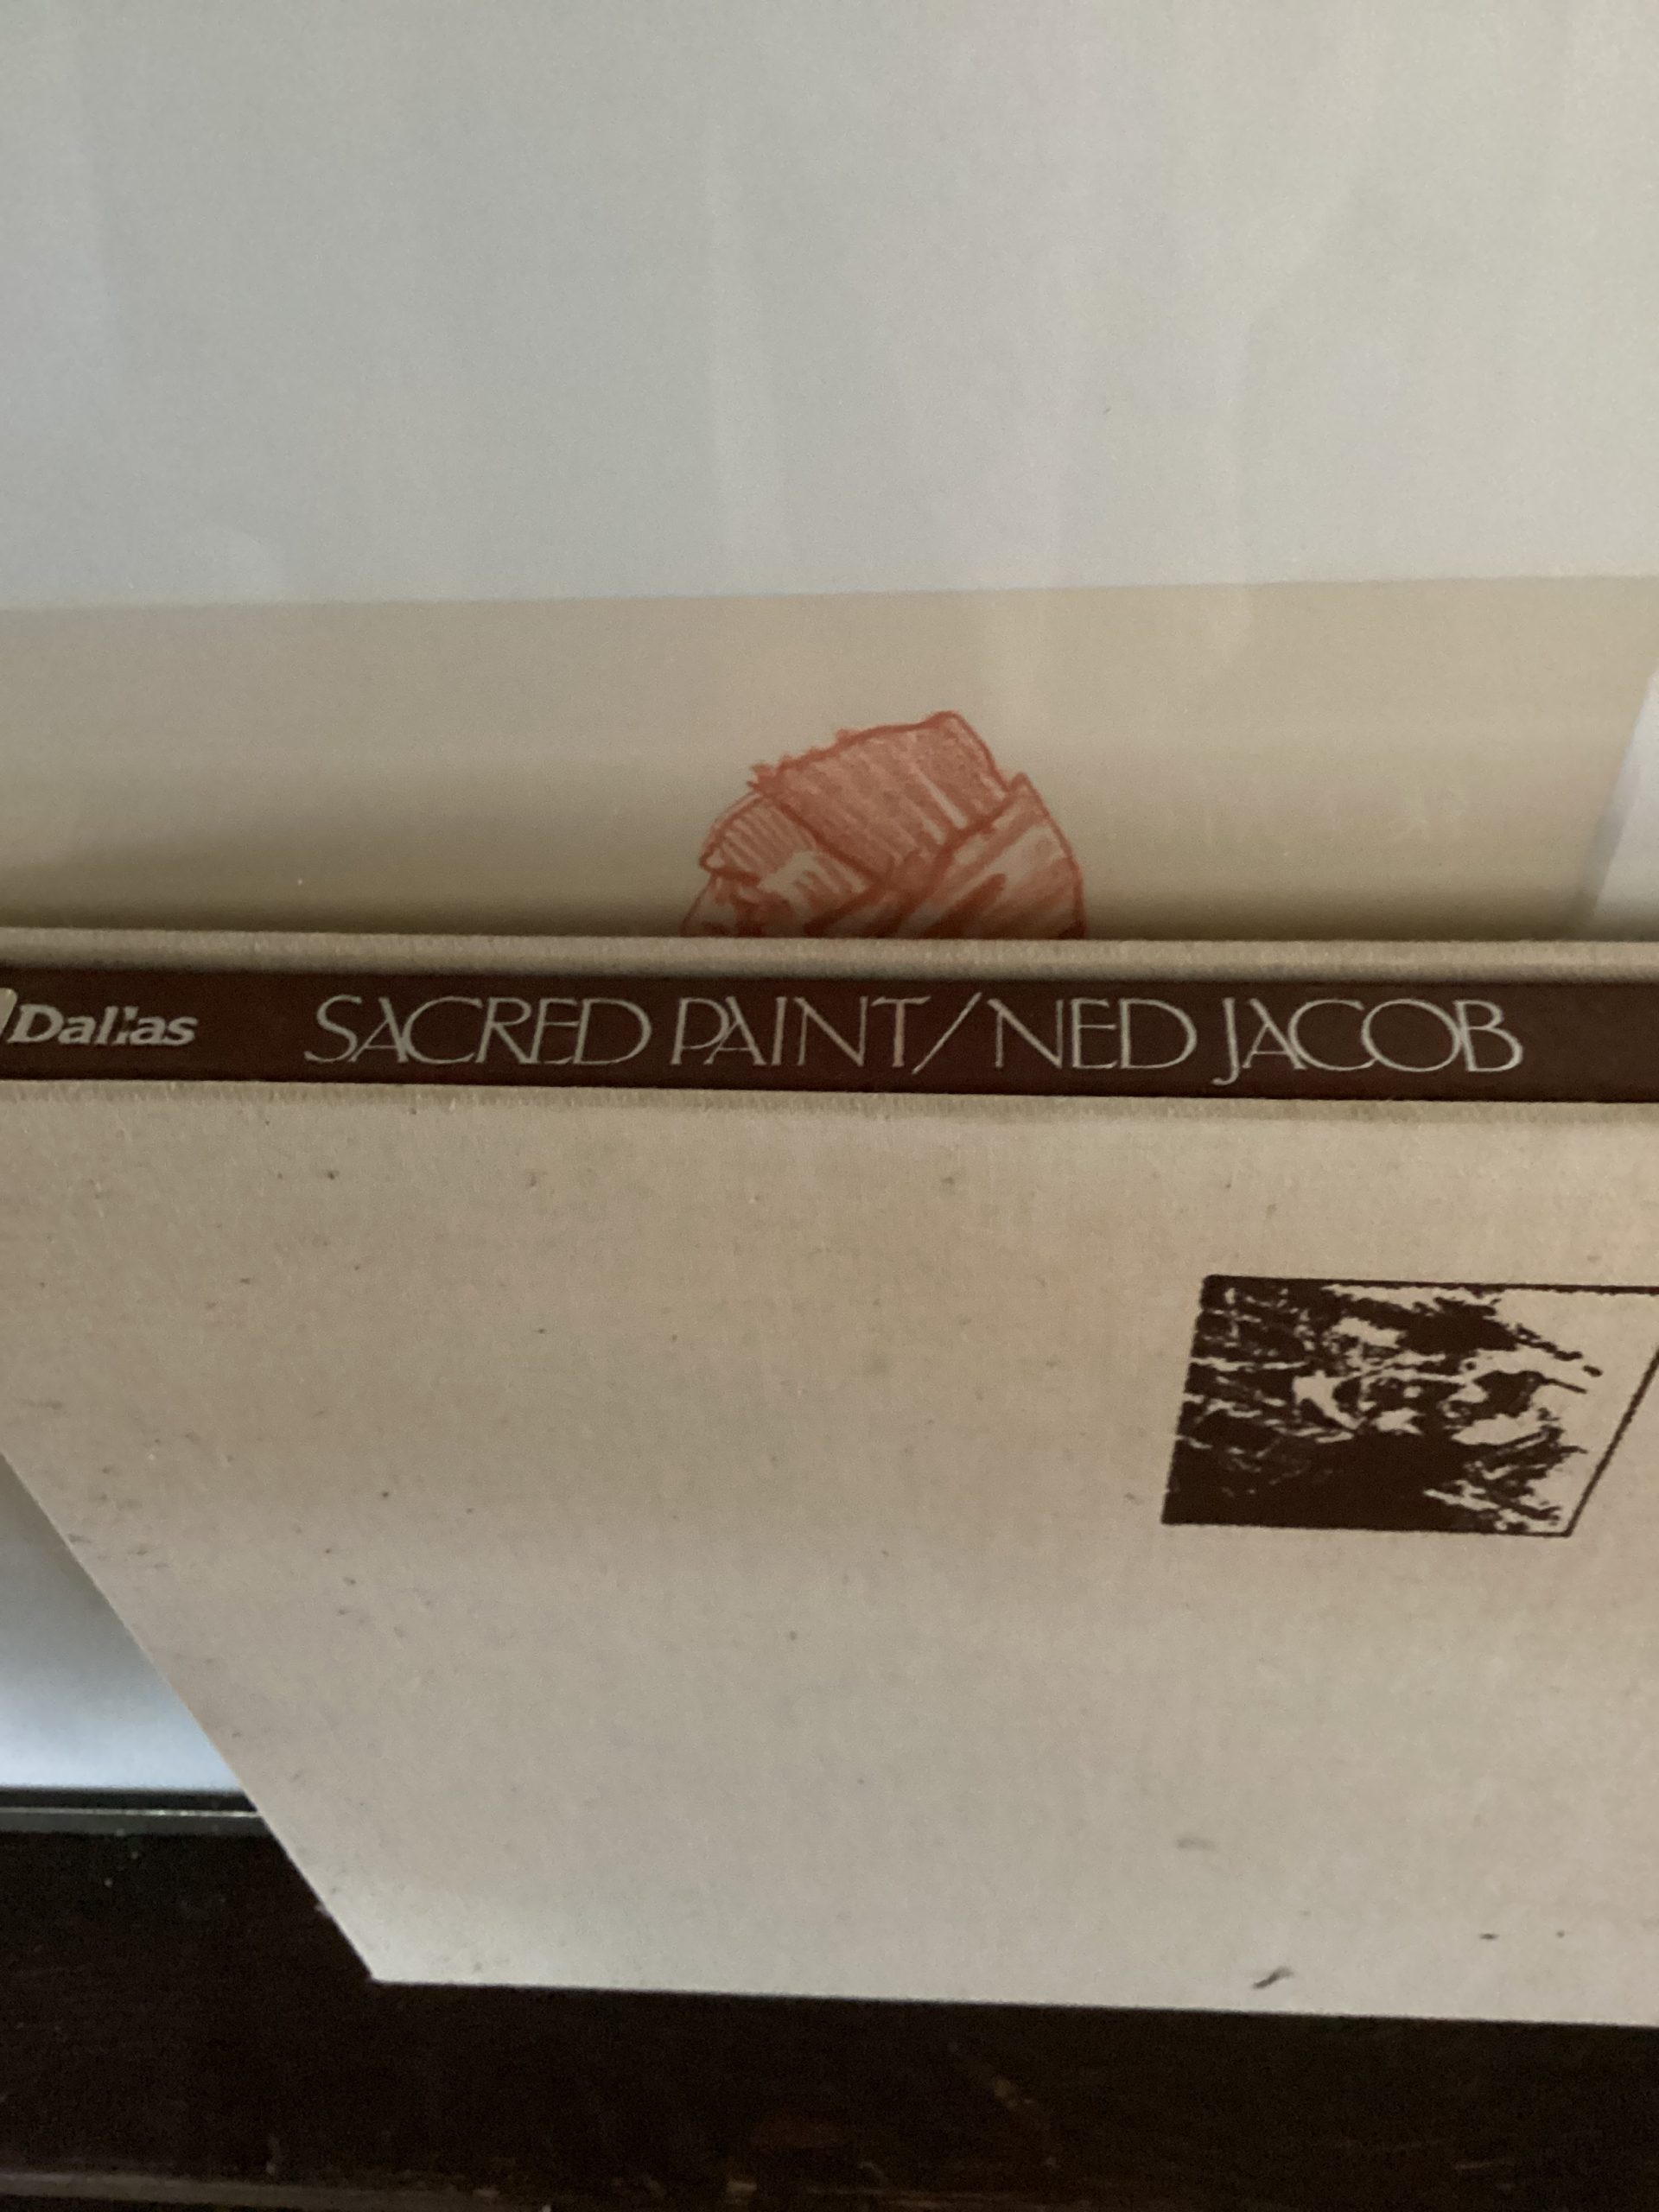 Dallas SACRED PAINT/NED JACOB